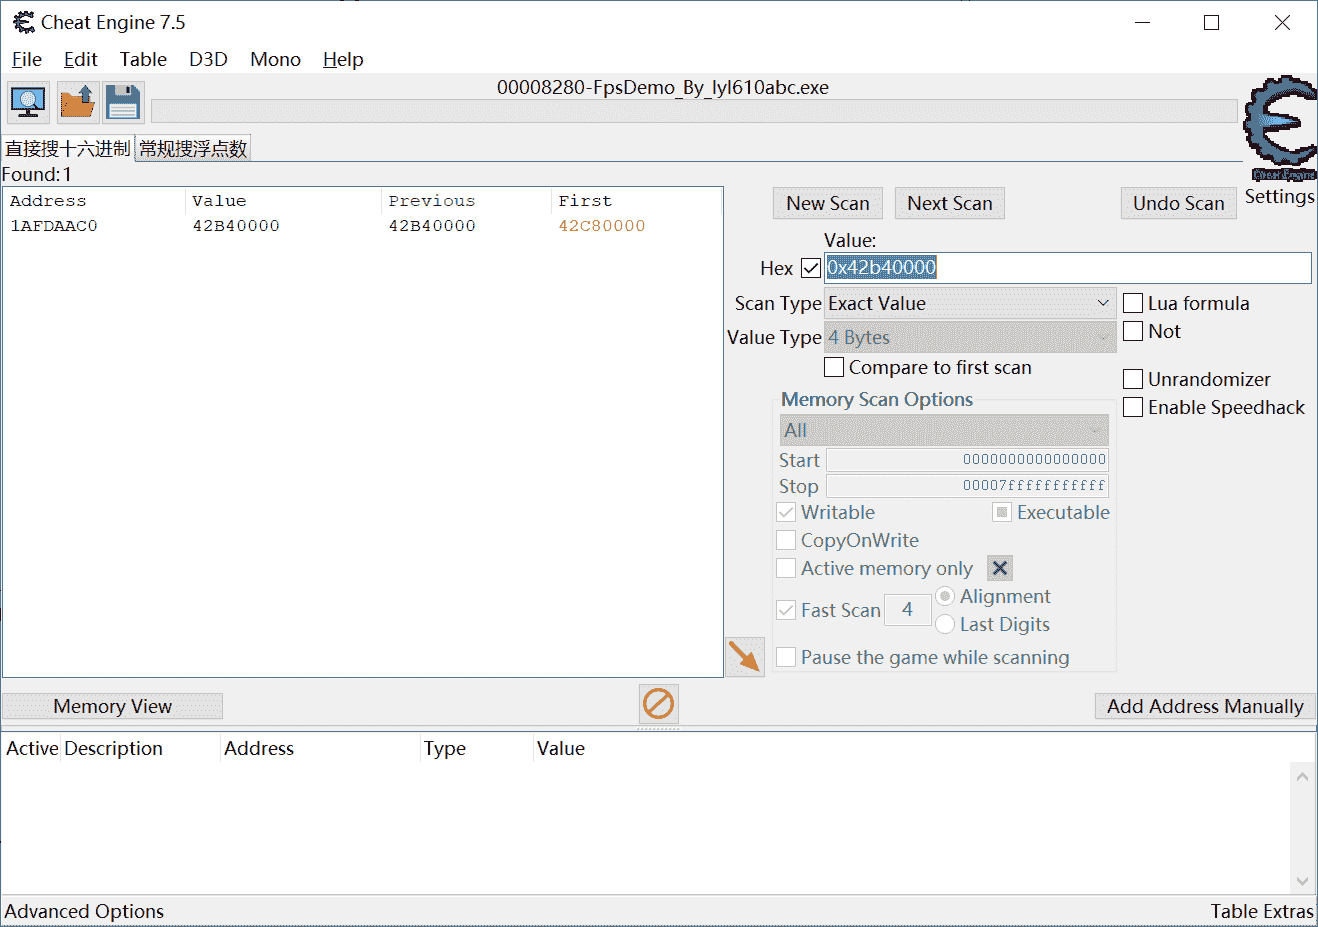 Cheat Engine 7.5
File Edit Table D3D Mono Help
00008280-FpsDemo_By_lyl610abc.exe
直接搜十六进制 常规搜浮点数
Cheat Engine
Found:1
Settings
Address Value Previous First
1AFDAAC0 42B40000 42B40000 42C80000
New Scan Next Scan Undo Scan
Value:
Hex 0x42b40000
Scan Type Exact Value
Lua formula
Value Type 4 Bytes
Not
Compare to first scan
Unrandomizer
Enable Speedhack
Memory Scan Options
All
Start 0000000000000000
Stop 00007fffffffffff
Writable Executable
CopyOnWrite
Active memory only
Fast Scan 4 Alignment
Last Digits
Pause the game while scanning
Memory View Add Address Manually
Active Description Address Type Value
Advanced Options Table Extras